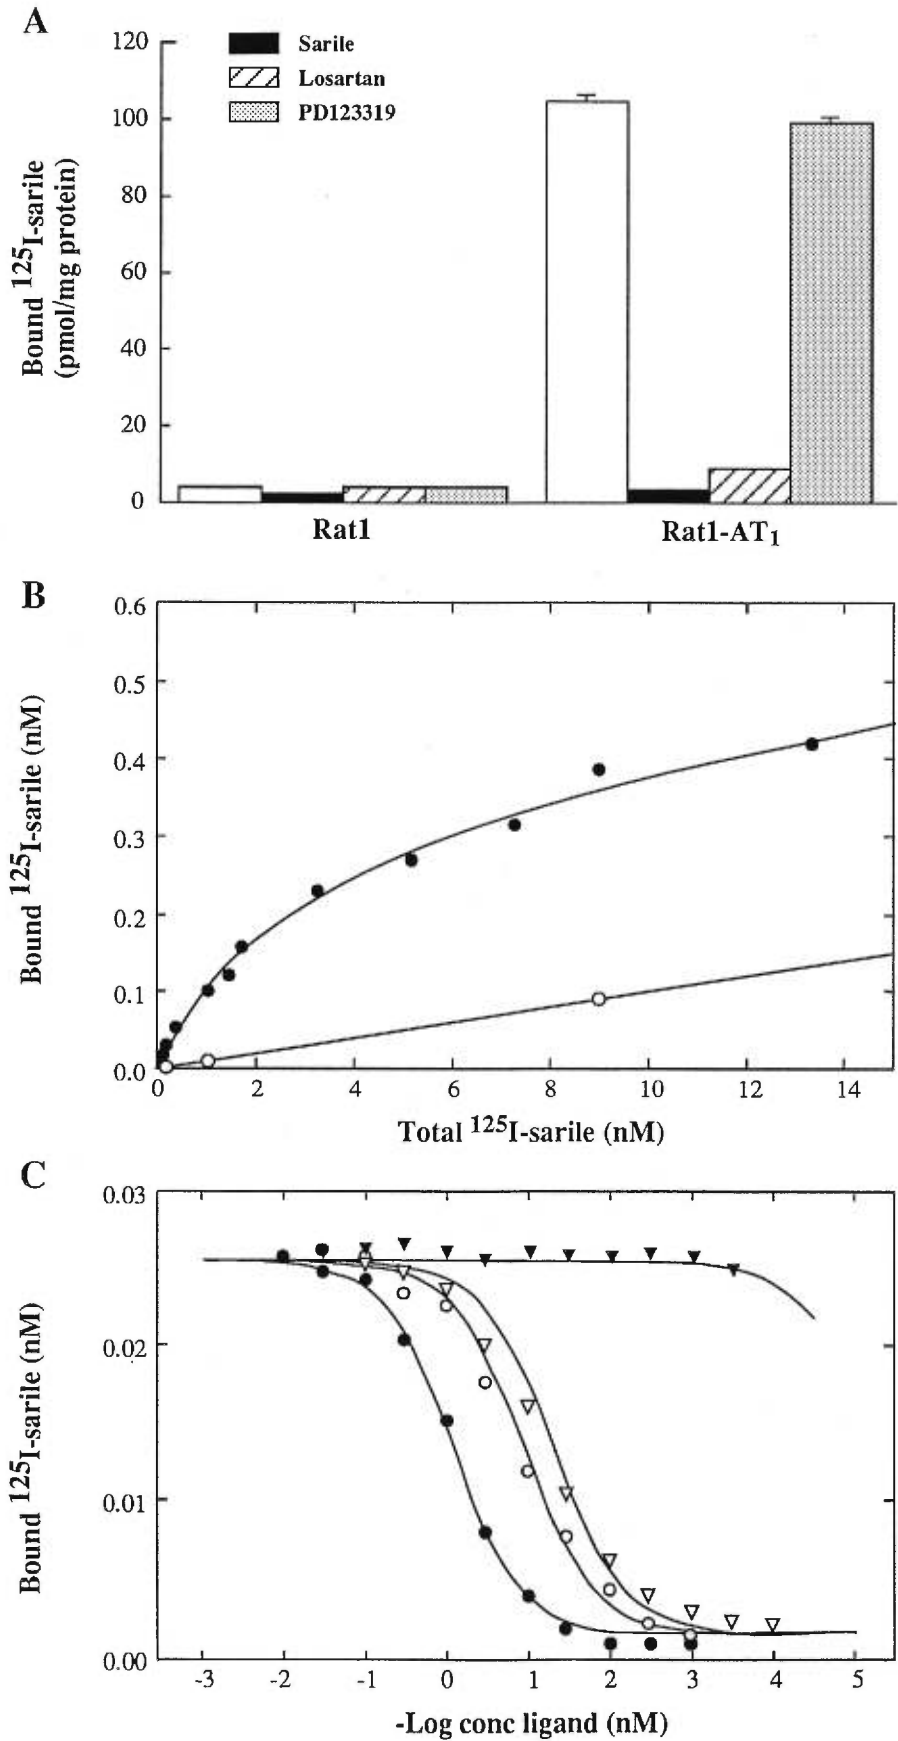 A
120
100
80
60
40
20
0
Bound 125I-sarile
(pmol/mg protein)
Sarile
Losartan
PD123319
Rat1
Rat1-AT1
B
0.6
0.5
0.4
0.3
0.2
0.1
0.0
Bound 125I-sarile (nM)
0 2 4 6 8 10 12 14
Total 125I-sarile (nM)
C
0.03
0.02
0.01
0.00
Bound 125I-sarile (nM)
-3 -2 -1 0 1 2 3 4 5
-Log conc ligand (nM)